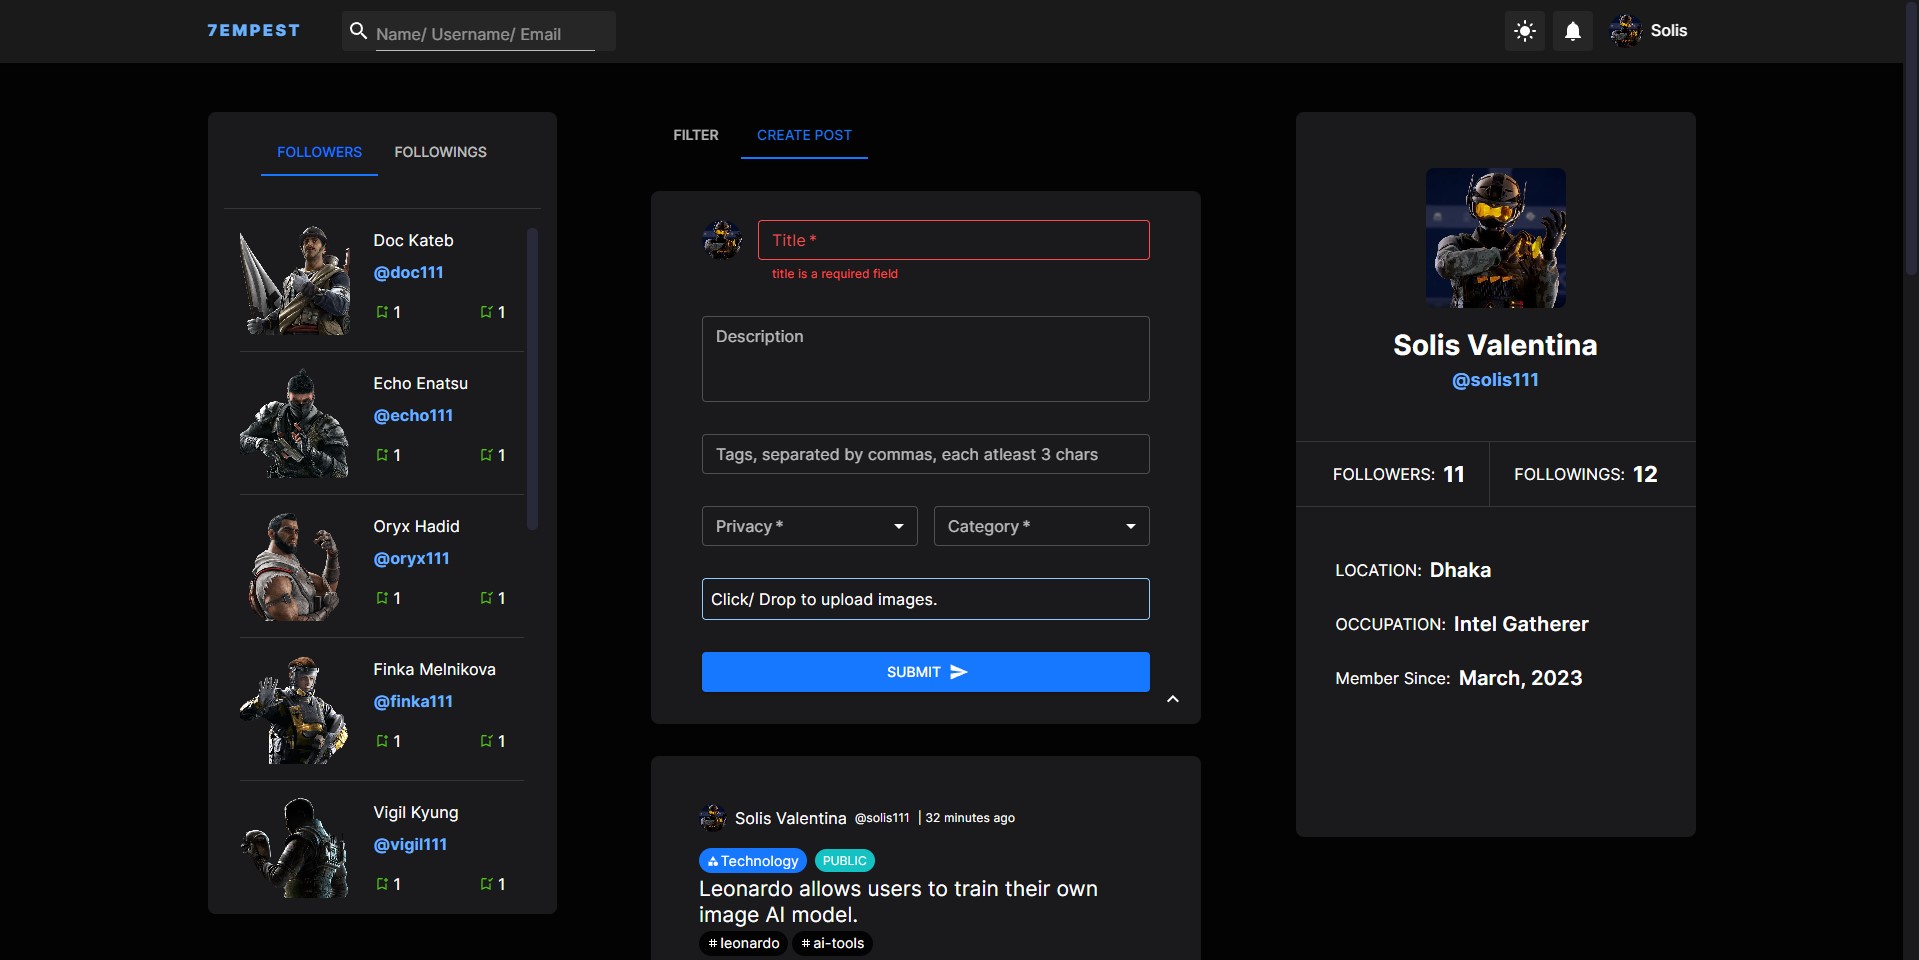 7EMPEST
Name/ Username/ Email
Solis
FOLLOWERS
FOLLOWINGS
Doc Kateb
@doc111
1
1
Echo Enatsu
@echo111
1
1
Oryx Hadid
@oryx111
1
1
Finka Melnikova
@finka111
1
1
Vigil Kyung
@vigil111
1
1
FILTER
CREATE POST
Title *
title is a required field
Description
Tags, separated by commas, each atleast 3 chars
Privacy *
Category *
Click/ Drop to upload images.
SUBMIT
Solis Valentina @solis111 | 32 minutes ago
Technology
PUBLIC
Leonardo allows users to train their own
image AI model.
# leonardo
# ai-tools
Solis Valentina
@solis111
FOLLOWERS: 11
FOLLOWINGS: 12
LOCATION: Dhaka
OCCUPATION: Intel Gatherer
Member Since: March, 2023